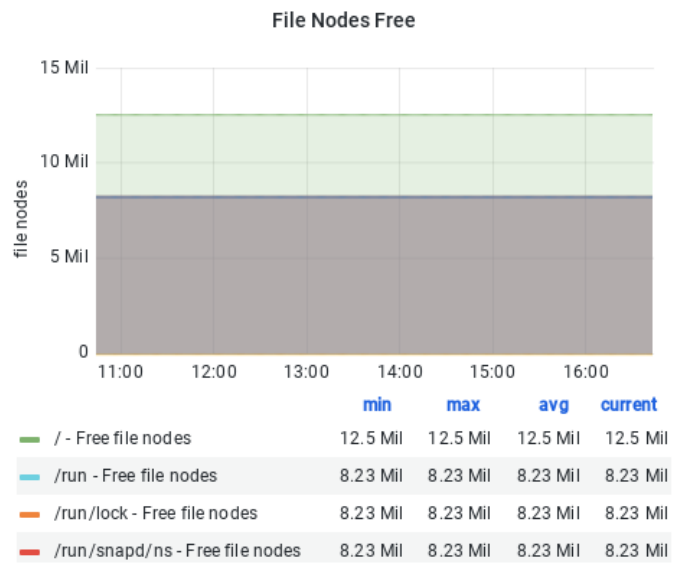 File Nodes Free
15 Mil
10 Mil
5 Mil
0
file nodes
11:00 12:00 13:00 14:00 15:00 16:00
min max avg current
/ - Free file nodes 12.5 Mil 12.5 Mil 12.5 Mil 12.5 Mil
/run - Free file nodes 8.23 Mil 8.23 Mil 8.23 Mil 8.23 Mil
/run/lock - Free file nodes 8.23 Mil 8.23 Mil 8.23 Mil 8.23 Mil
/run/snapd/ns - Free file nodes 8.23 Mil 8.23 Mil 8.23 Mil 8.23 Mil